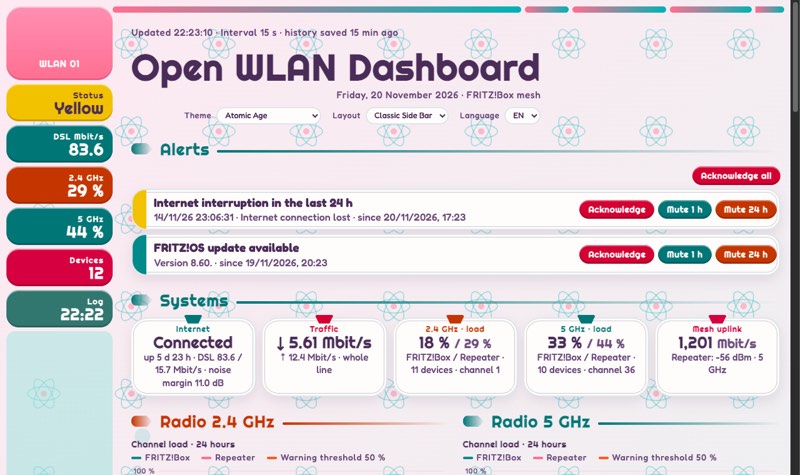 WLAN 01
Status
Yellow
DSL Mbit/s
83.6
2.4 GHz
29 %
5 GHz
44 %
Devices
12
Log
22:22
Updated 22:23:10 · Interval 15 s · history saved 15 min ago
Open WLAN Dashboard
Friday, 20 November 2026 · FRITZ!Box mesh
Theme Atomic Age Layout Classic Side Bar Language EN
Alerts
Acknowledge all
Internet interruption in the last 24 h
14/11/26 23:06:31 · Internet connection lost · since 20/11/2026, 17:23
Acknowledge Mute 1 h Mute 24 h
FRITZ!OS update available
Version 8.60. · since 19/11/2026, 20:23
Acknowledge Mute 1 h Mute 24 h
Systems
Internet
Connected
up 5 d 23 h · DSL 83.6 /
15.7 Mbit/s · noise
margin 11.0 dB
Traffic
↓ 5.61 Mbit/s
↑ 12.4 Mbit/s · whole
line
2.4 GHz · load
18 % / 29 %
FRITZ!Box / Repeater ·
11 devices · channel 1
5 GHz · load
33 % / 44 %
FRITZ!Box / Repeater ·
10 devices · channel 36
Mesh uplink
1,201 Mbit/s
Repeater: -56 dBm · 5
GHz
Radio 2.4 GHz
Channel load · 24 hours
FRITZ!Box Repeater Warning threshold 50 %
100 %
Radio 5 GHz
Channel load · 24 hours
FRITZ!Box Repeater Warning threshold 50 %
100 %